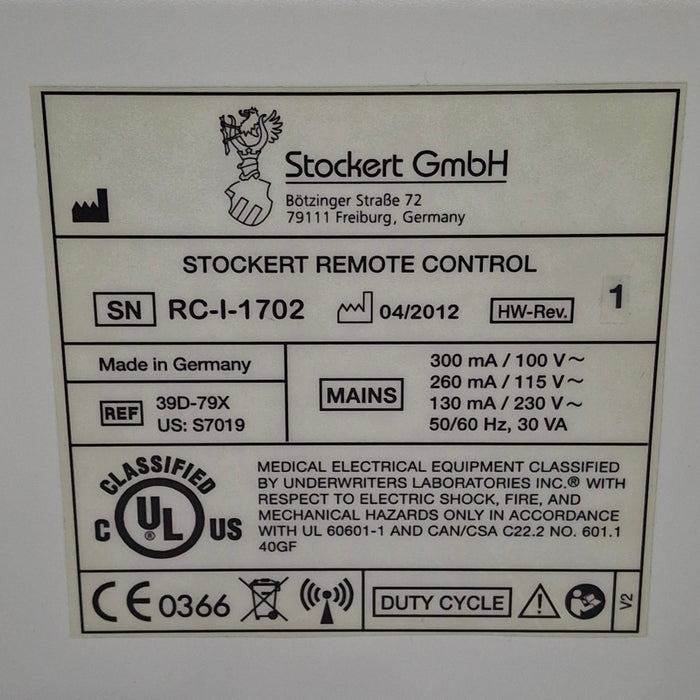 Stockert GmbH
Bötzinger Straße 72
79111 Freiburg, Germany
STOCKERT REMOTE CONTROL
SN RC-I-1702 04/2012 HW-Rev. 1
Made in Germany
REF 39D-79X
US: S7019
MAINS
300 mA / 100 V~
260 mA / 115 V~
130 mA / 230 V~
50/60 Hz, 30 VA
CLASSIFIED
C UL® US
MEDICAL ELECTRICAL EQUIPMENT CLASSIFIED
BY UNDERWRITERS LABORATORIES INC.® WITH
RESPECT TO ELECTRIC SHOCK, FIRE, AND
MECHANICAL HAZARDS ONLY IN ACCORDANCE
WITH UL 60601-1 AND CAN/CSA C22.2 NO. 601.1
40GF
CE 0366 DUTY CYCLE V2